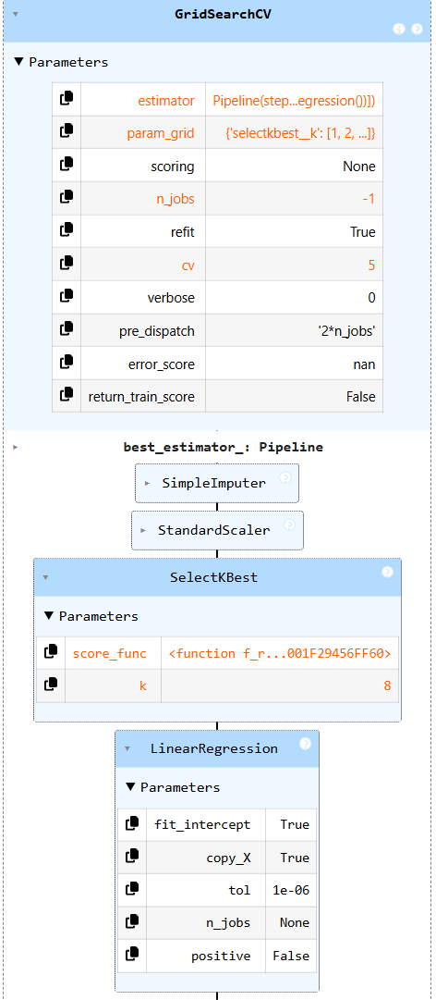 GridSearchCV
Parameters
estimator Pipeline(step...egression())])
param_grid {'selectkbest__k': [1, 2, ...]}
scoring None
n_jobs -1
refit True
cv 5
verbose 0
pre_dispatch '2*n_jobs'
error_score nan
return_train_score False
best_estimator_: Pipeline
SimpleImputer
StandardScaler
SelectKBest
Parameters
score_func <function f_r...001F29456FF60>
k 8
LinearRegression
Parameters
fit_intercept True
copy_X True
tol 1e-06
n_jobs None
positive False